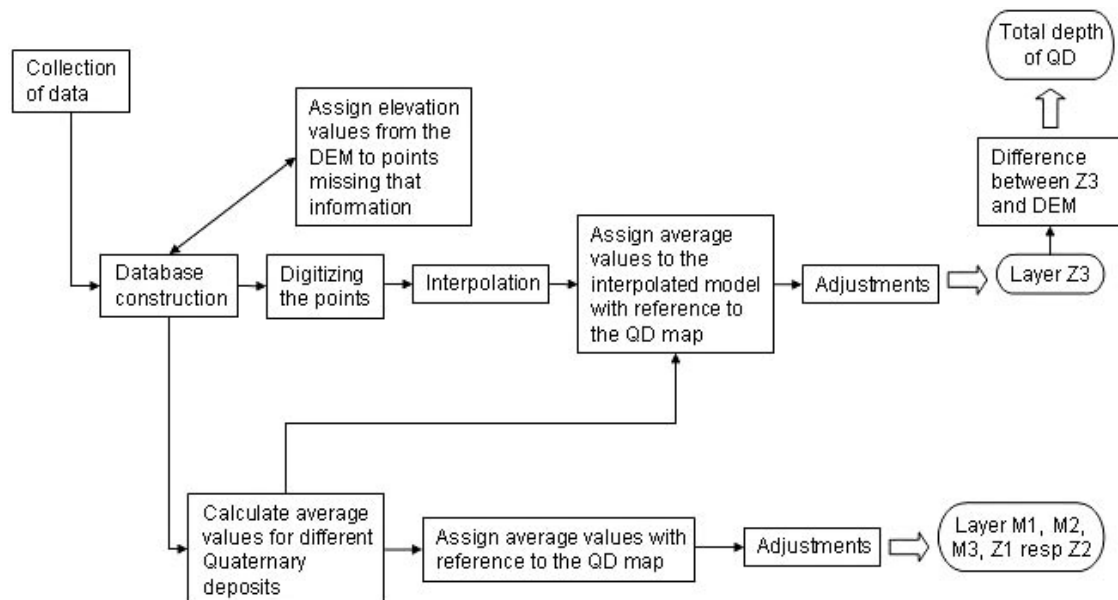 Collection
of data
Assign elevation
values from the
DEM to points
missing that
information
Total depth
of QD
Difference
between Z3
and DEM
Layer Z3
Database
construction
Digitizing
the points
Interpolation
Assign average
values to the
interpolated model
with reference to
the QD map
Adjustments
Calculate average
values for different
Quaternary
deposits
Assign average values with
reference to the QD map
Adjustments
Layer M1, M2,
M3, Z1 resp Z2